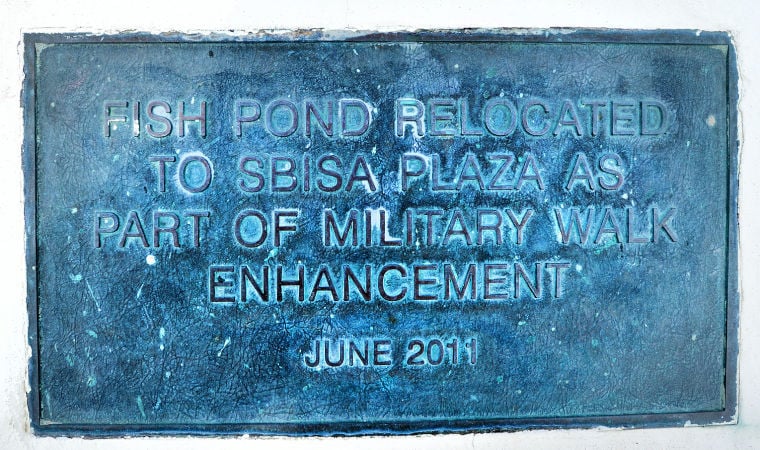 FISH POND RELOCATED
TO SBISA PLAZA AS
PART OF MILITARY WALK
ENHANCEMENT
JUNE 2011